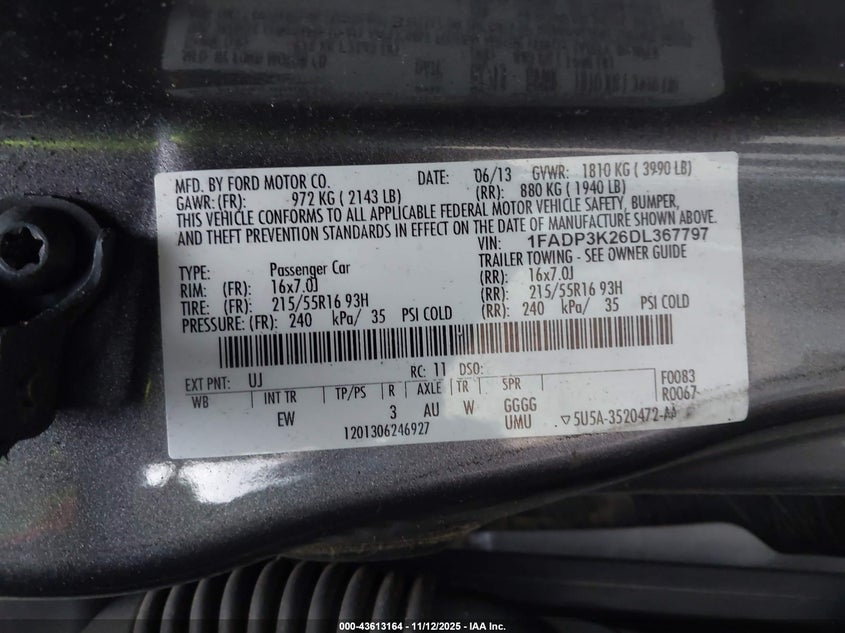 MFD. BY FORD MOTOR CO. DATE: 06/13 GVWR: 1810 KG ( 3990 LB)
GAWR: (FR): 972 KG ( 2143 LB) (RR): 880 KG ( 1940 LB)
THIS VEHICLE CONFORMS TO ALL APPLICABLE FEDERAL MOTOR VEHICLE SAFETY, BUMPER,
AND THEFT PREVENTION STANDARDS IN EFFECT ON THE DATE OF MANUFACTURE SHOWN ABOVE.
VIN: 1FADP3K26DL367797
TYPE: Passenger Car TRAILER TOWING - SEE OWNER GUIDE
RIM: (FR): 16x7.0J (RR): 16x7.0J
TIRE: (FR): 215/55R16 93H (RR): 215/55R16 93H
PRESSURE: (FR): 240 kPa/ 35 PSI COLD (RR): 240 kPa/ 35 PSI COLD
EXT PNT: UJ RC: 11 DSO: F0083
WB INT TR TP/PS R AXLE TR SPR R0067-
EW 3 AU W GGGG
UMU ▽5U5A-3520472-AA
1201306246927
000-43613164 - 11/12/2025 - IAA Inc.